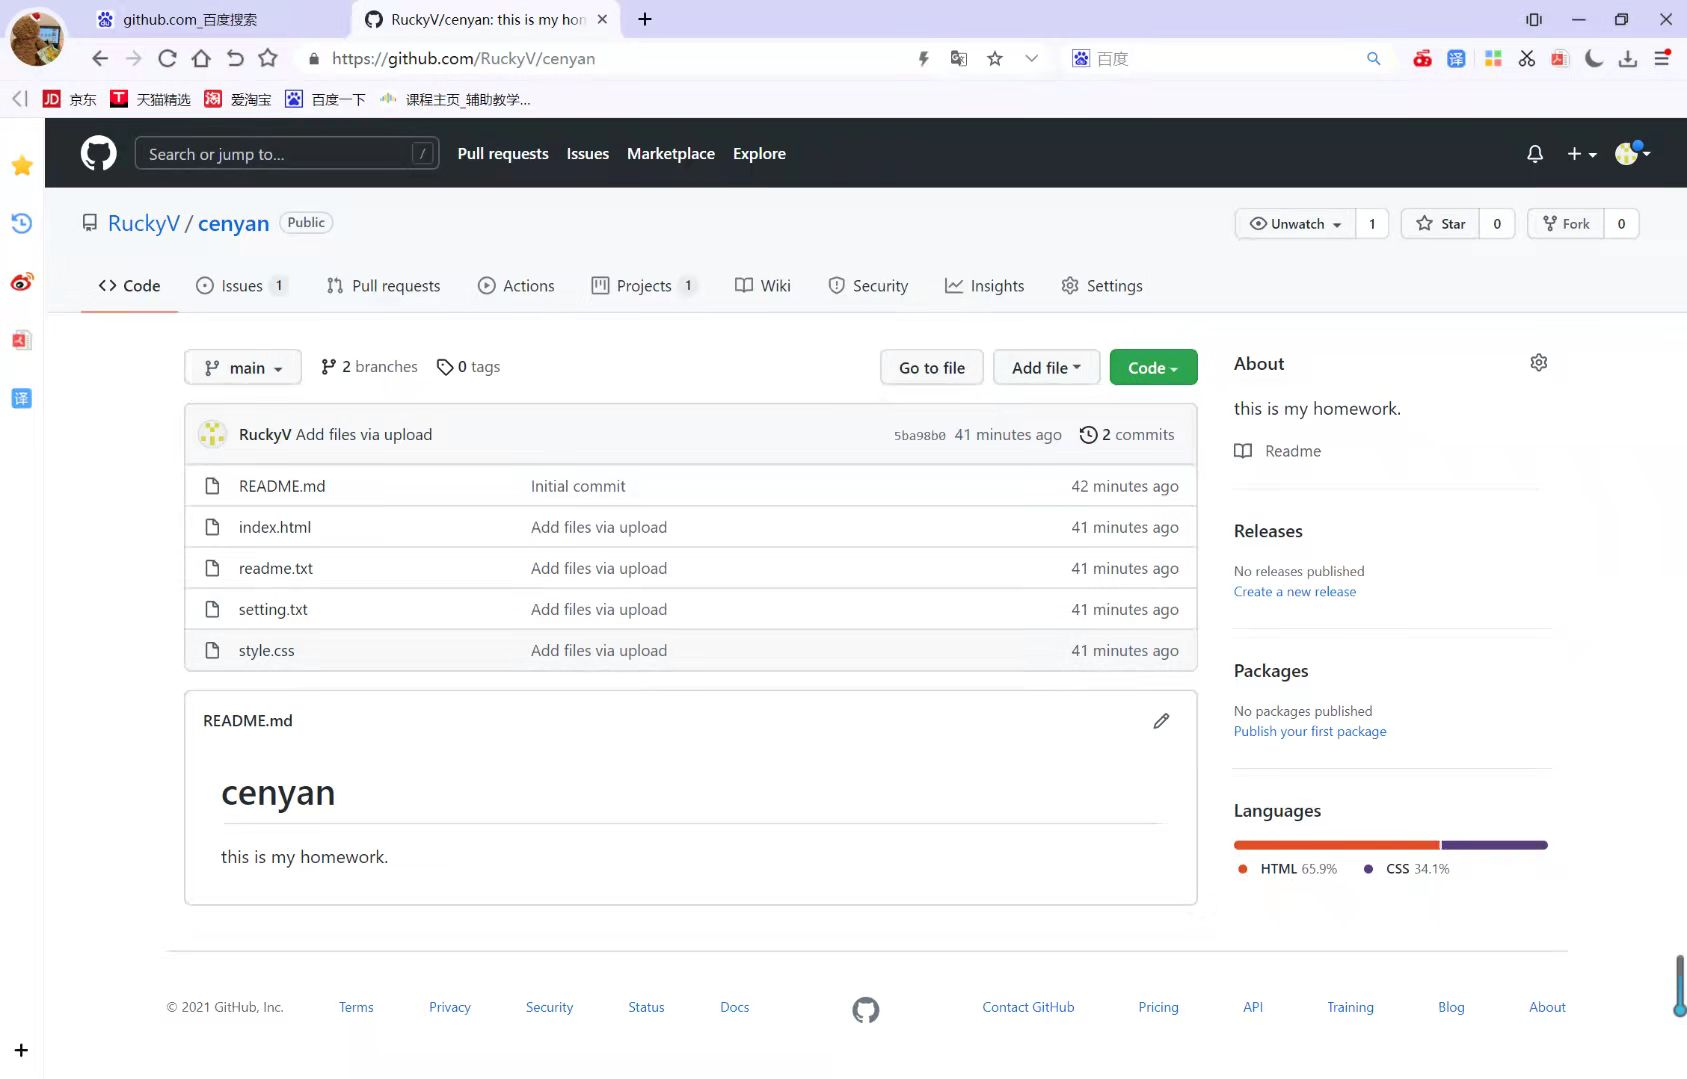 github.com_百度搜索
RuckyV/cenyan: this is my hon
https://github.com/RuckyV/cenyan
百度
译
JD 京东 T 天猫精选 淘 爱淘宝 百度一下 课程主页_辅助教学...
Search or jump to... /
Pull requests Issues Marketplace Explore
RuckyV / cenyan Public
Unwatch 1 Star 0 Fork 0
Code Issues 1 Pull requests Actions Projects 1 Wiki Security Insights Settings
译
main 2 branches 0 tags
Go to file Add file Code
RuckyV Add files via upload 5ba98b0 41 minutes ago 2 commits
README.md Initial commit 42 minutes ago
index.html Add files via upload 41 minutes ago
readme.txt Add files via upload 41 minutes ago
setting.txt Add files via upload 41 minutes ago
style.css Add files via upload 41 minutes ago
README.md
cenyan
this is my homework.
About
this is my homework.
Readme
Releases
No releases published
Create a new release
Packages
No packages published
Publish your first package
Languages
HTML 65.9% CSS 34.1%
© 2021 GitHub, Inc. Terms Privacy Security Status Docs Contact GitHub Pricing API Training Blog About